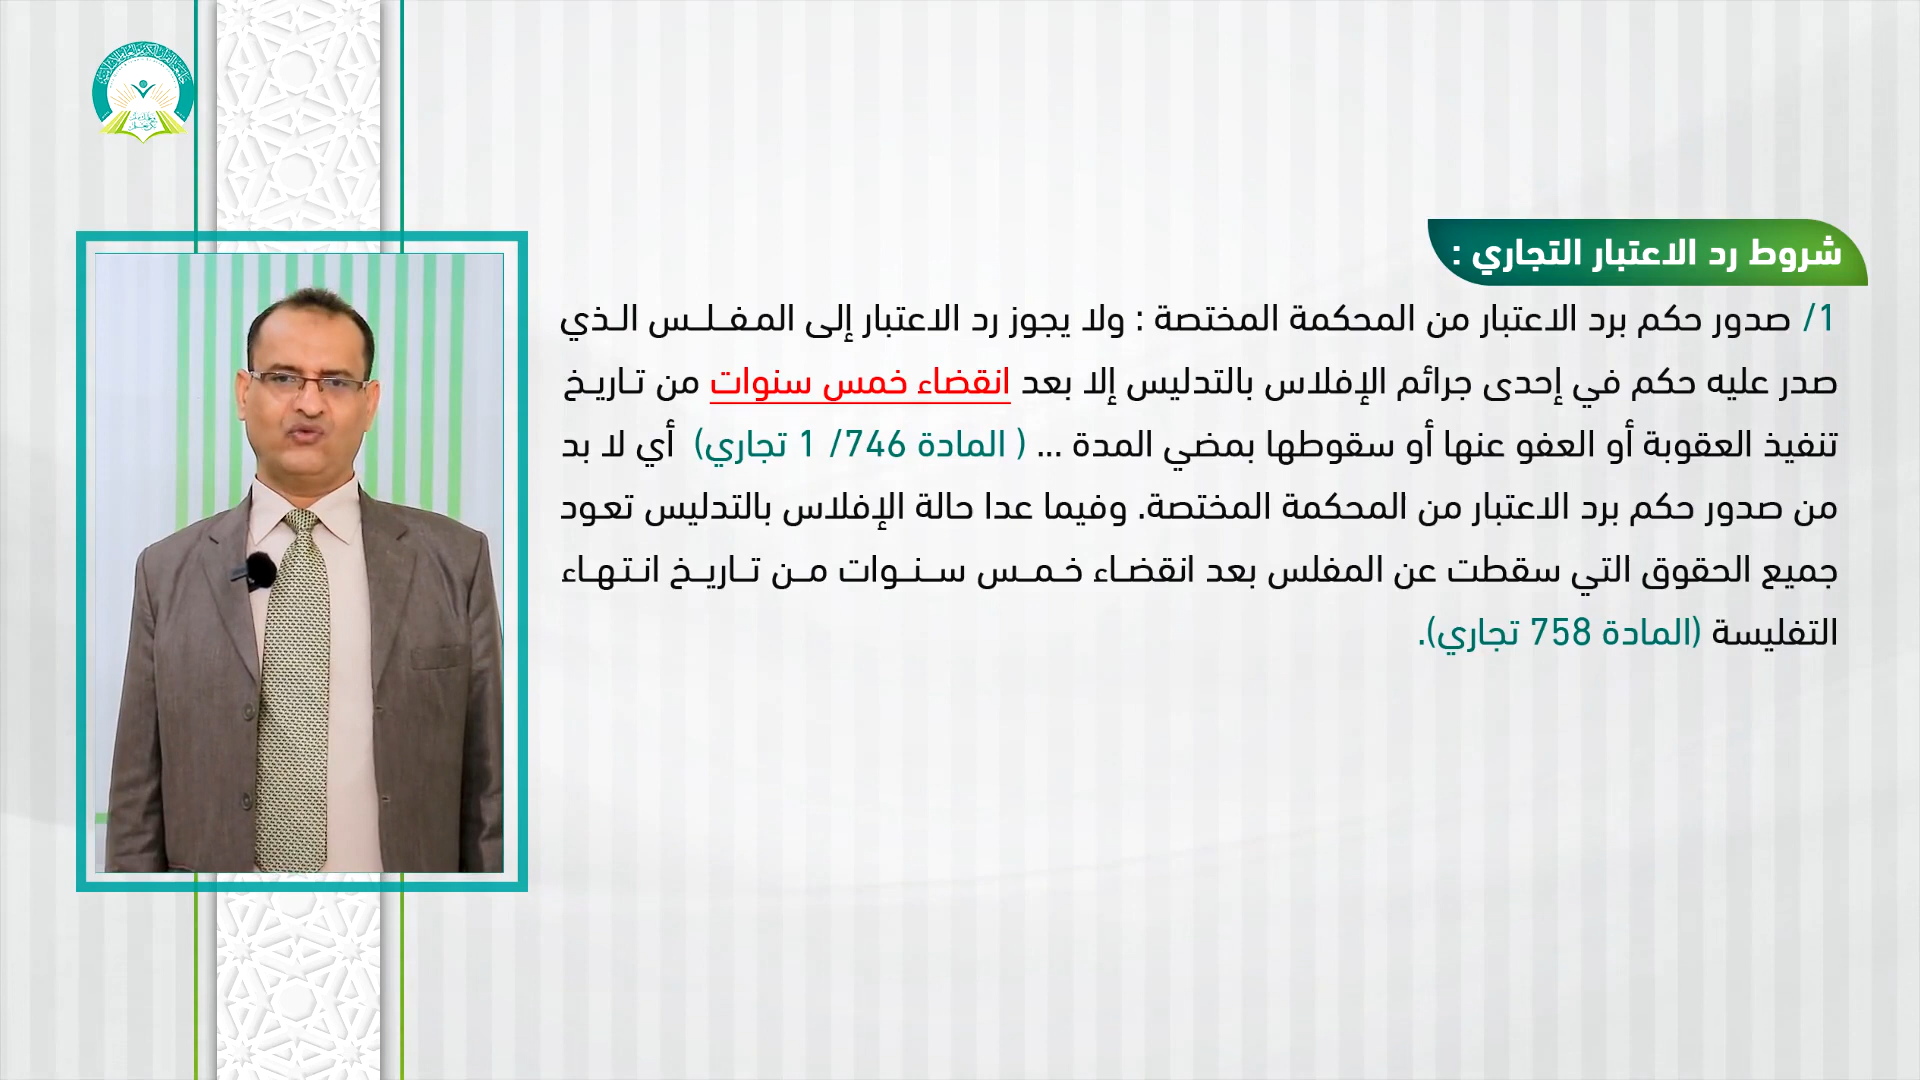 شروط رد الاعتبار التجاري :
1/ صدور حكم برد الاعتبار من المحكمة المختصة : ولا يجوز رد الاعتبار إلى المفلس الذي
صدر عليه حكم في إحدى جرائم الإفلاس بالتدليس إلا بعد انقضاء خمس سنوات من تاريخ
تنفيذ العقوبة أو العفو عنها أو سقوطها بمضي المدة ... ( المادة 746/ 1 تجاري) أي لا بد
من صدور حكم برد الاعتبار من المحكمة المختصة. وفيما عدا حالة الإفلاس بالتدليس تعود
جميع الحقوق التي سقطت عن المفلس بعد انقضاء خمس سنوات من تاريخ انتهاء
التفليسة (المادة 758 تجاري).